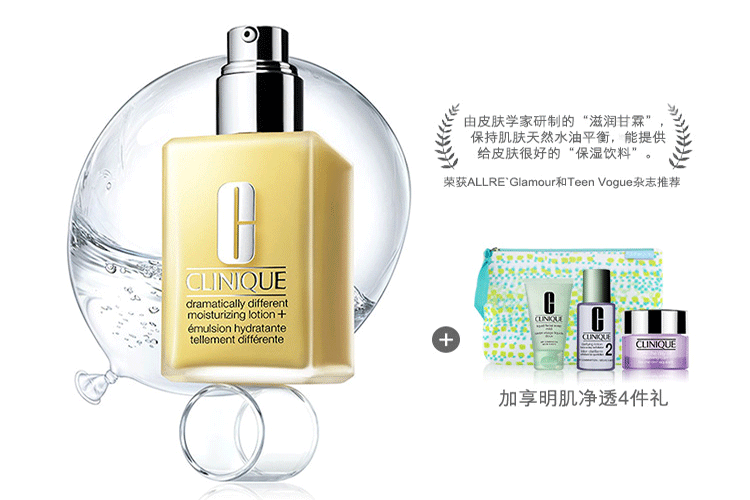 CLINIQUE
dramatically different
moisturizing lotion +
émulsion hydratante
tellement différente
由皮肤学家研制的“滋润甘霖”，
保持肌肤天然水油平衡，能提供
给皮肤很好的“保湿饮料”。
荣获ALLRE`Glamour和Teen Vogue杂志推荐
+
CLINIQUE
CLINIQUE
2
CLINIQUE
加享明肌净透4件礼